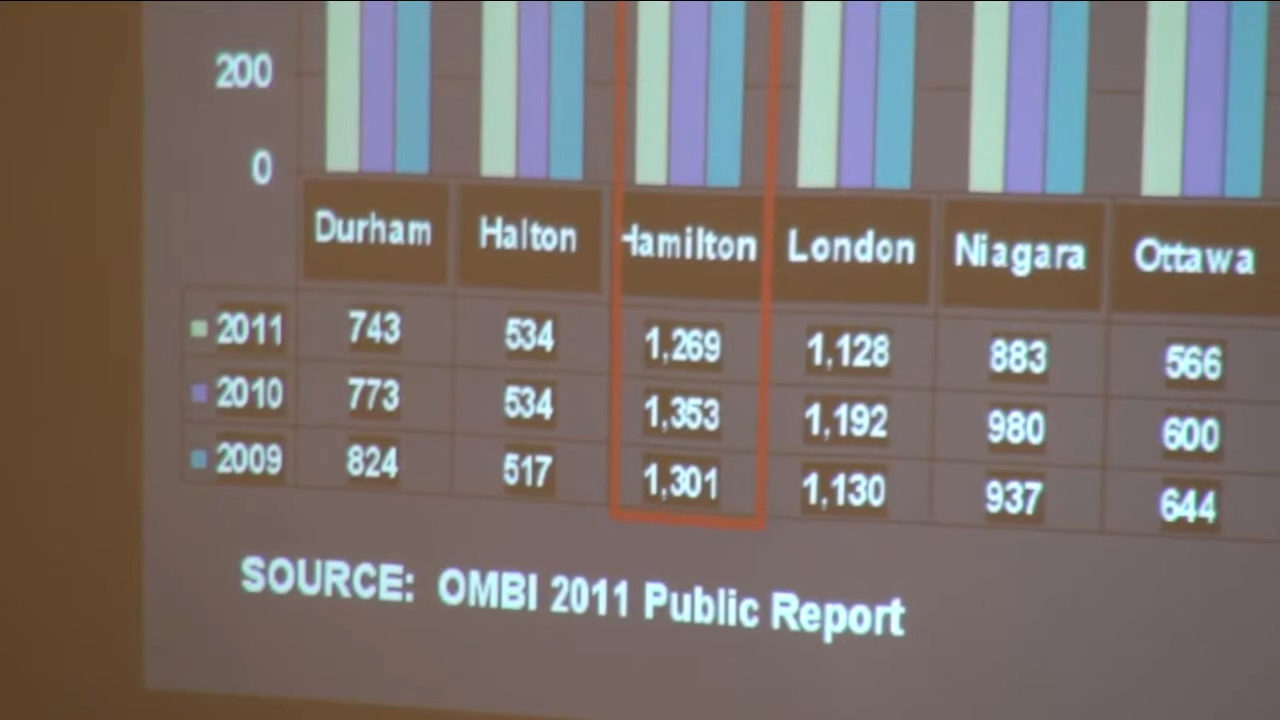 200
0
Durham Halton Hamilton London Niagara Ottawa
2011 743 534 1,269 1,128 883 566
2010 773 534 1,353 1,192 980 600
2009 824 517 1,301 1,130 937 644
SOURCE: OMBI 2011 Public Report